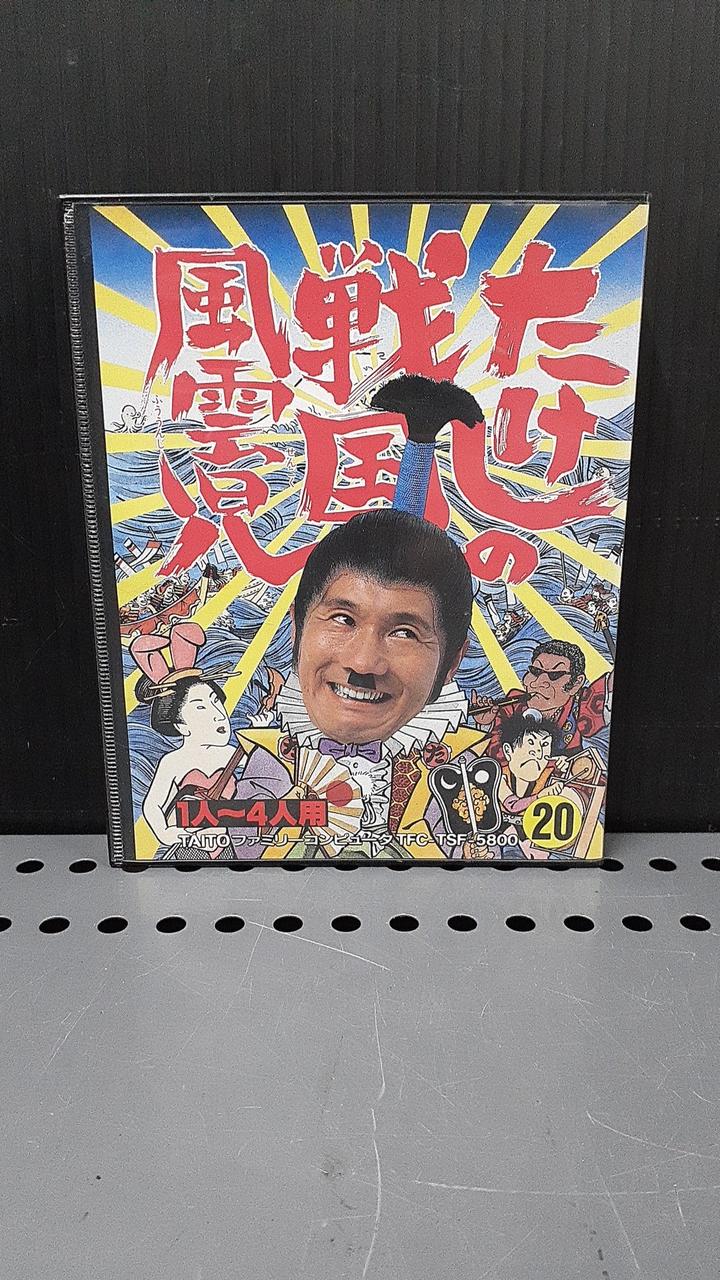 たけしの
戦国
風雲児
1人〜4人用
20
TAITO ファミリーコンピュータ TFC-TSF-5800